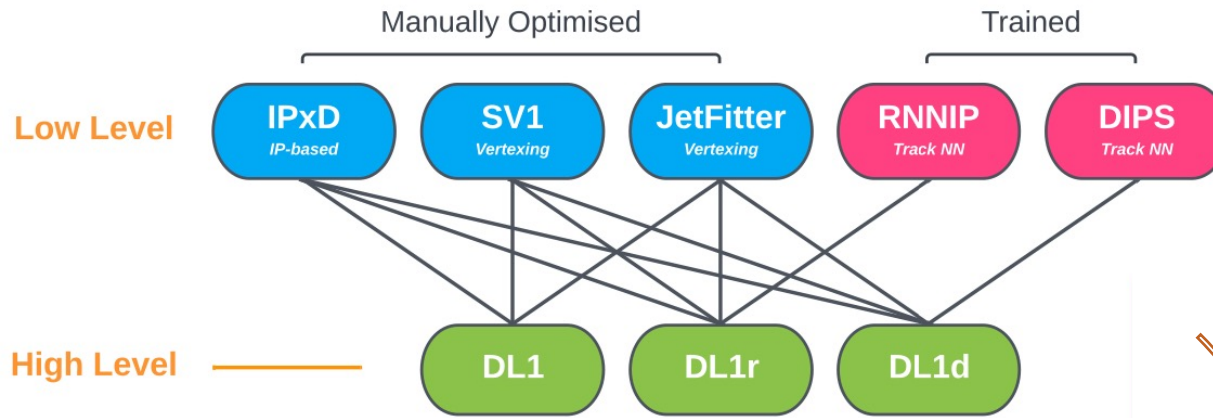 Manually Optimised
Trained
Low Level
IPxD
IP-based
SV1
Vertexing
JetFitter
Vertexing
RNNIP
Track NN
DIPS
Track NN
High Level
DL1
DL1r
DL1d